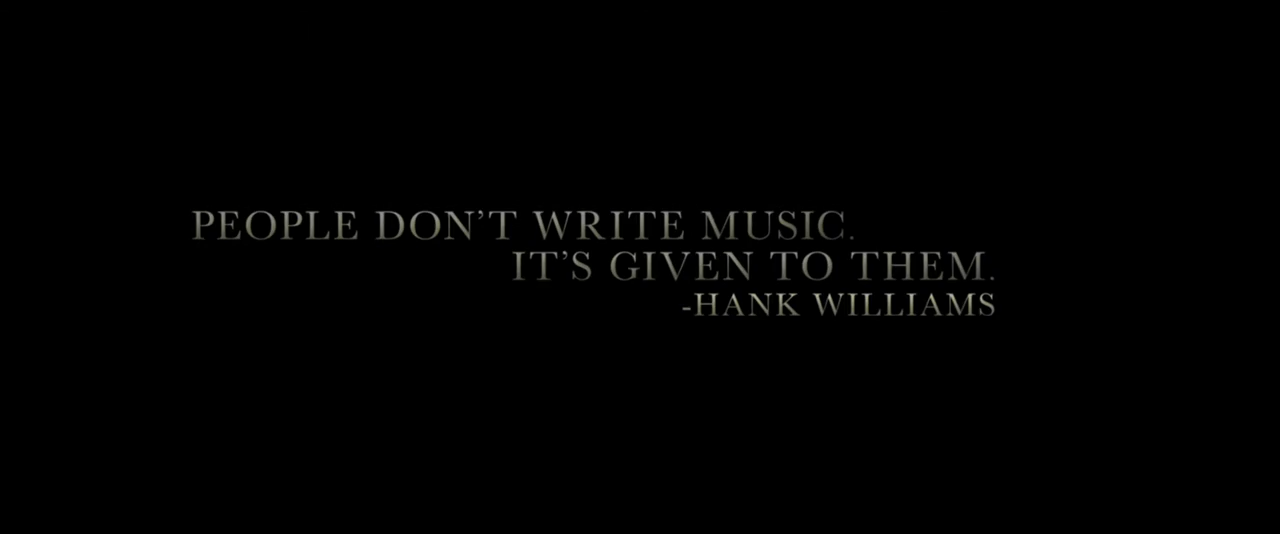 PEOPLE DON'T WRITE MUSIC.
IT'S GIVEN TO THEM.
-HANK WILLIAMS